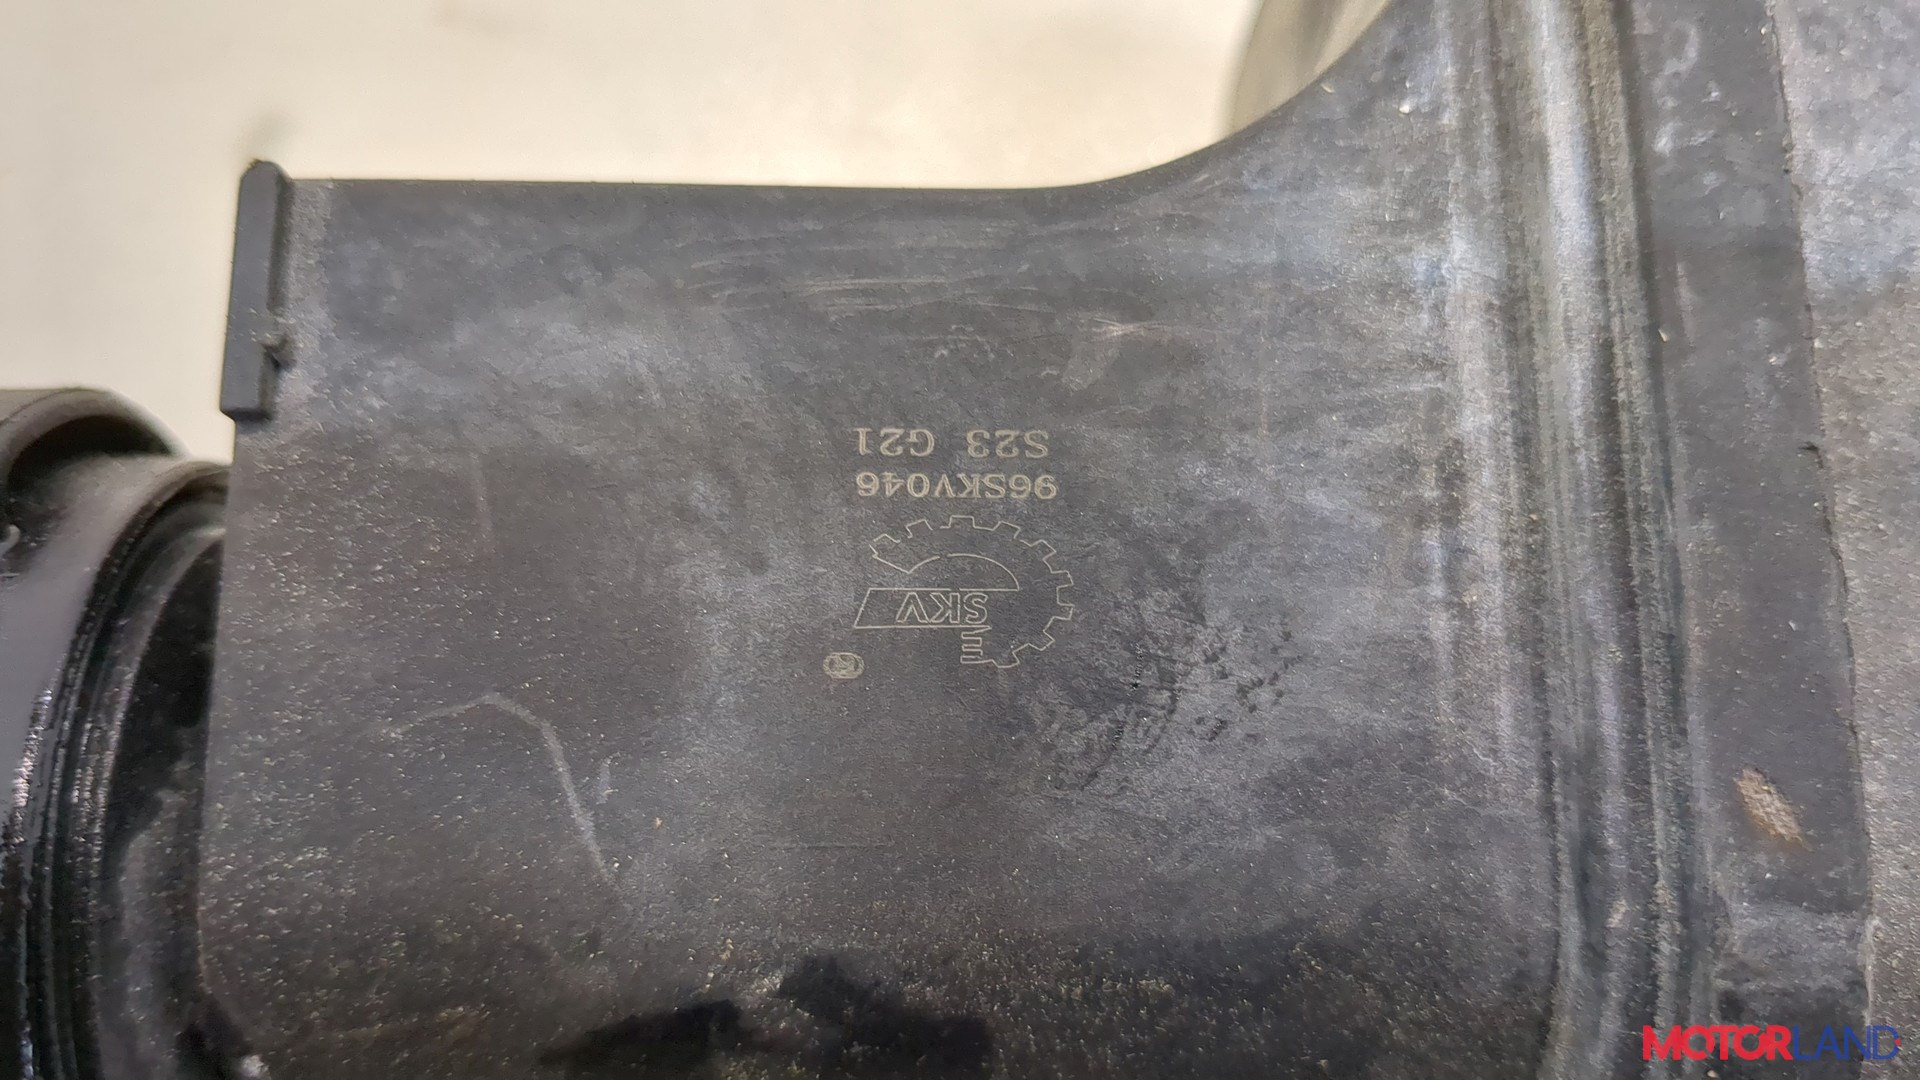 SKV
96SKV046
S23 G21
MOTORLAND